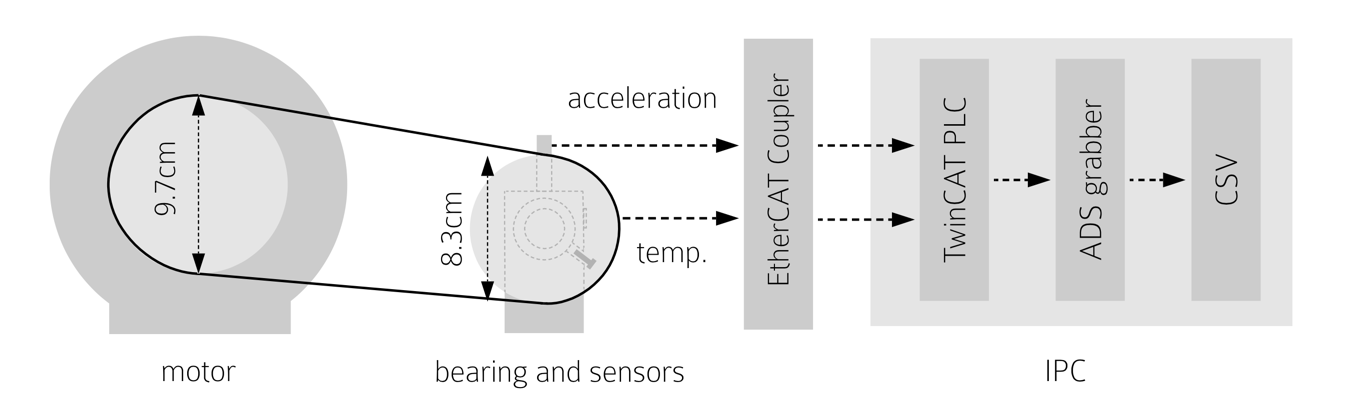 acceleration
9.7cm
8.3cm
temp.
EtherCAT Coupler
TwinCAT PLC
ADS grabber
CSV
motor
bearing and sensors
IPC